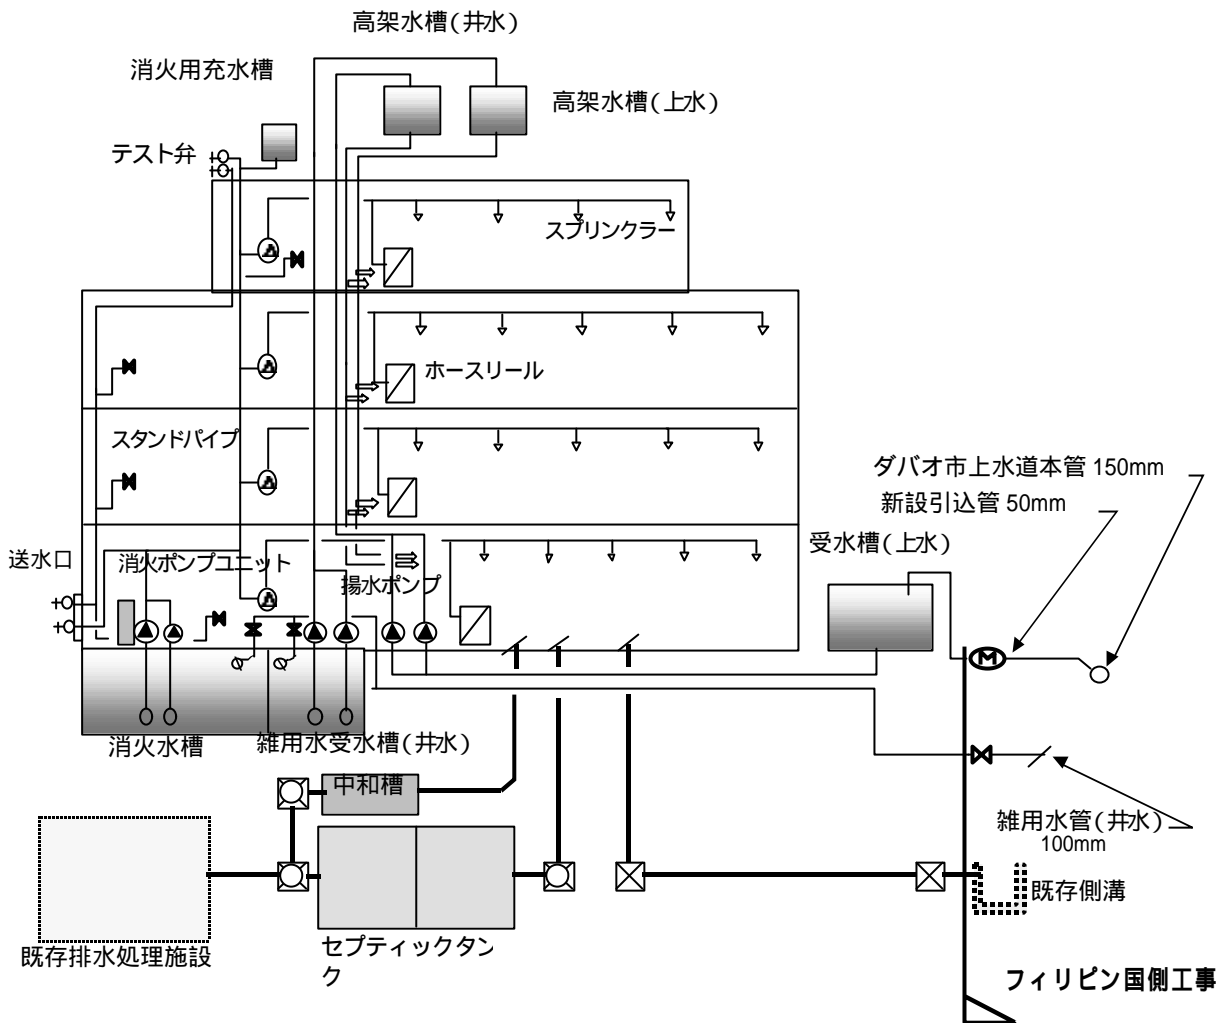 高架水槽(井水)
消火用充水槽
高架水槽(上水)
テスト弁
スプリンクラー
ホースリール
スタンドパイプ
ダバオ市上水道本管 150mm
新設引込管 50mm
受水槽(上水)
送水口
消火ポンプユニット
揚水ポンプ
M
消火水槽
雑用水受水槽(井水)
中和槽
雑用水管(井水)
100mm
既存側溝
既存排水処理施設
セプティックタン
ク
フィリピン国側工事